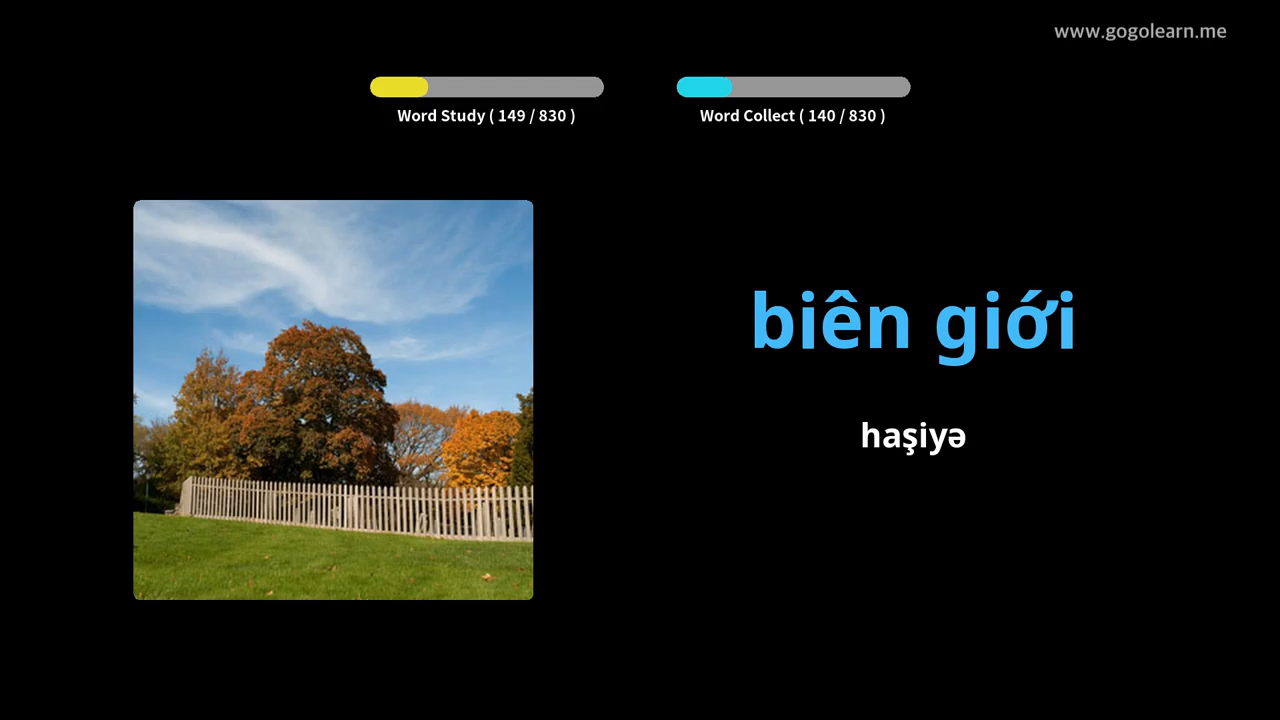 www.gogolearn.me
Word Study ( 149 / 830 )
Word Collect ( 140 / 830 )
biên giới
haşiyə